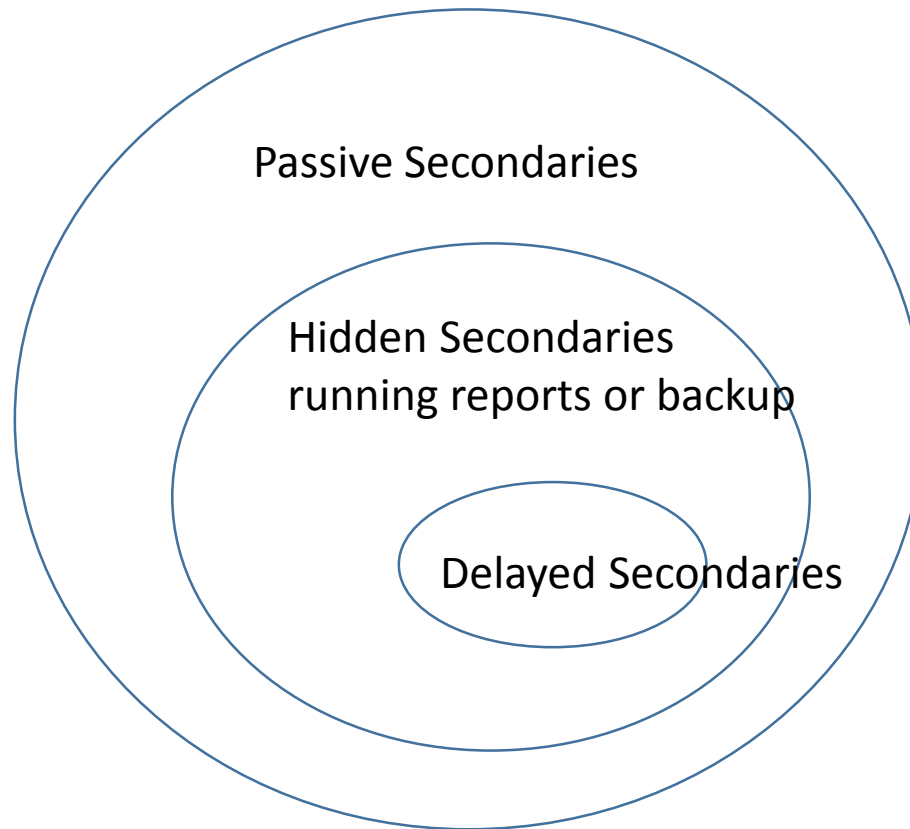 Passive Secondaries
Hidden Secondaries
running reports or backup
Delayed Secondaries